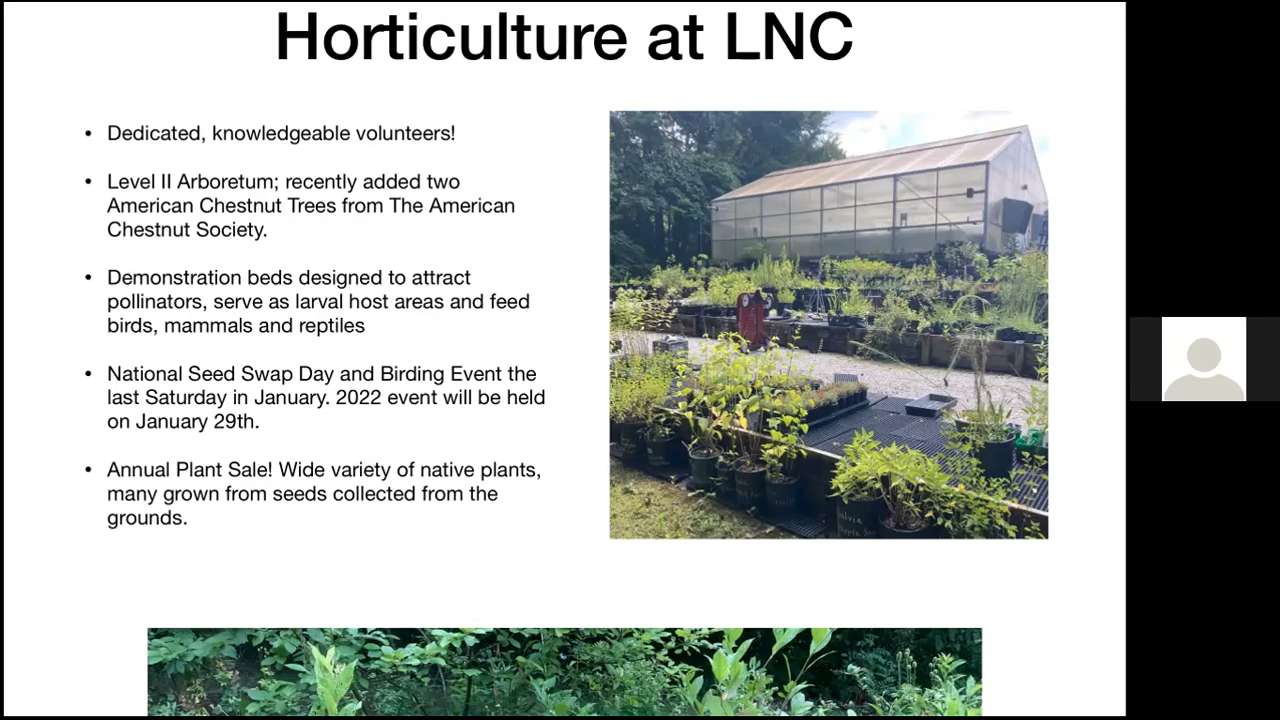 Horticulture at LNC
• Dedicated, knowledgeable volunteers!
• Level II Arboretum; recently added two
American Chestnut Trees from The American
Chestnut Society.
• Demonstration beds designed to attract
pollinators, serve as larval host areas and feed
birds, mammals and reptiles
• National Seed Swap Day and Birding Event the
last Saturday in January. 2022 event will be held
on January 29th.
• Annual Plant Sale! Wide variety of native plants,
many grown from seeds collected from the
grounds.